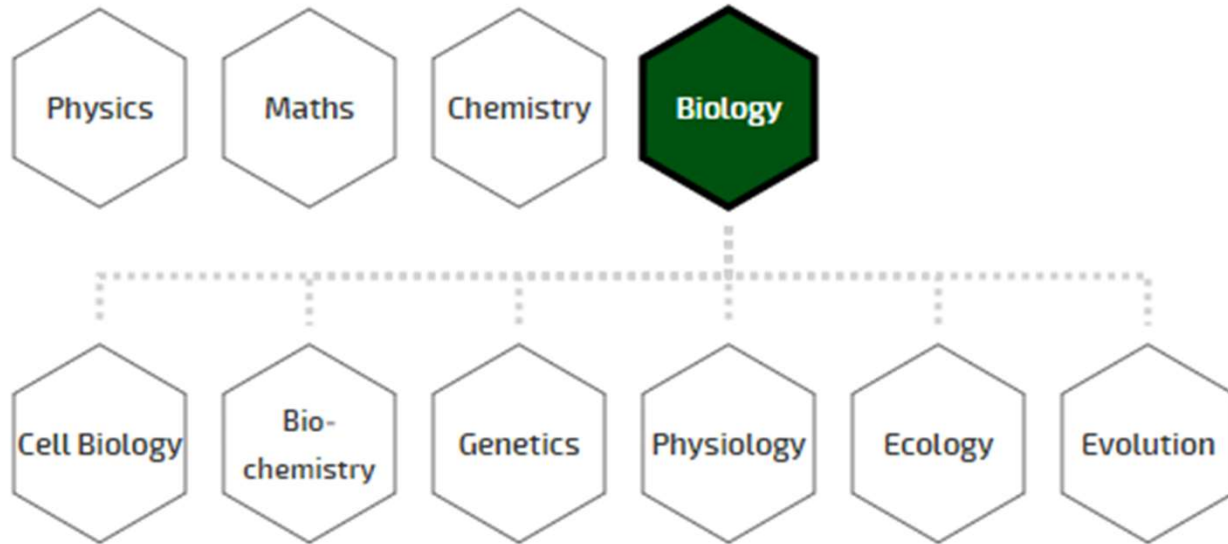 Physics
Maths
Chemistry
Biology
Cell Biology
Bio-
chemistry
Genetics
Physiology
Ecology
Evolution